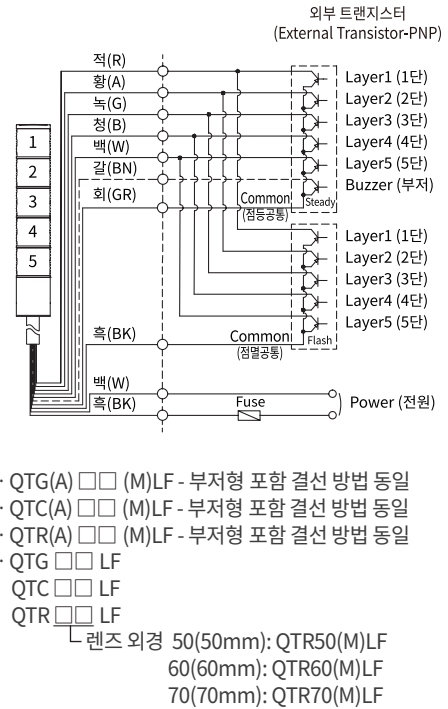 외부 트랜지스터
(External Transistor-PNP)
적(R)
황(A)
녹(G)
청(B)
백(W)
갈(BN)
회(GR)
1
2
3
4
5
Layer1 (1단)
Layer2 (2단)
Layer3 (3단)
Layer4 (4단)
Layer5 (5단)
Buzzer (부저)
Common
(점등공통)
Steady
Layer1 (1단)
Layer2 (2단)
Layer3 (3단)
Layer4 (4단)
Layer5 (5단)
흑(BK)
Common
(점멸공통)
Flash
백(W)
흑(BK)
Fuse
Power (전원)
· QTG(A) □□ (M)LF - 부저형 포함 결선 방법 동일
· QTC(A) □□ (M)LF - 부저형 포함 결선 방법 동일
· QTR(A) □□ (M)LF - 부저형 포함 결선 방법 동일
· QTG □□ LF
QTC □□ LF
QTR □□ LF
렌즈 외경 50(50mm): QTR50(M)LF
60(60mm): QTR60(M)LF
70(70mm): QTR70(M)LF